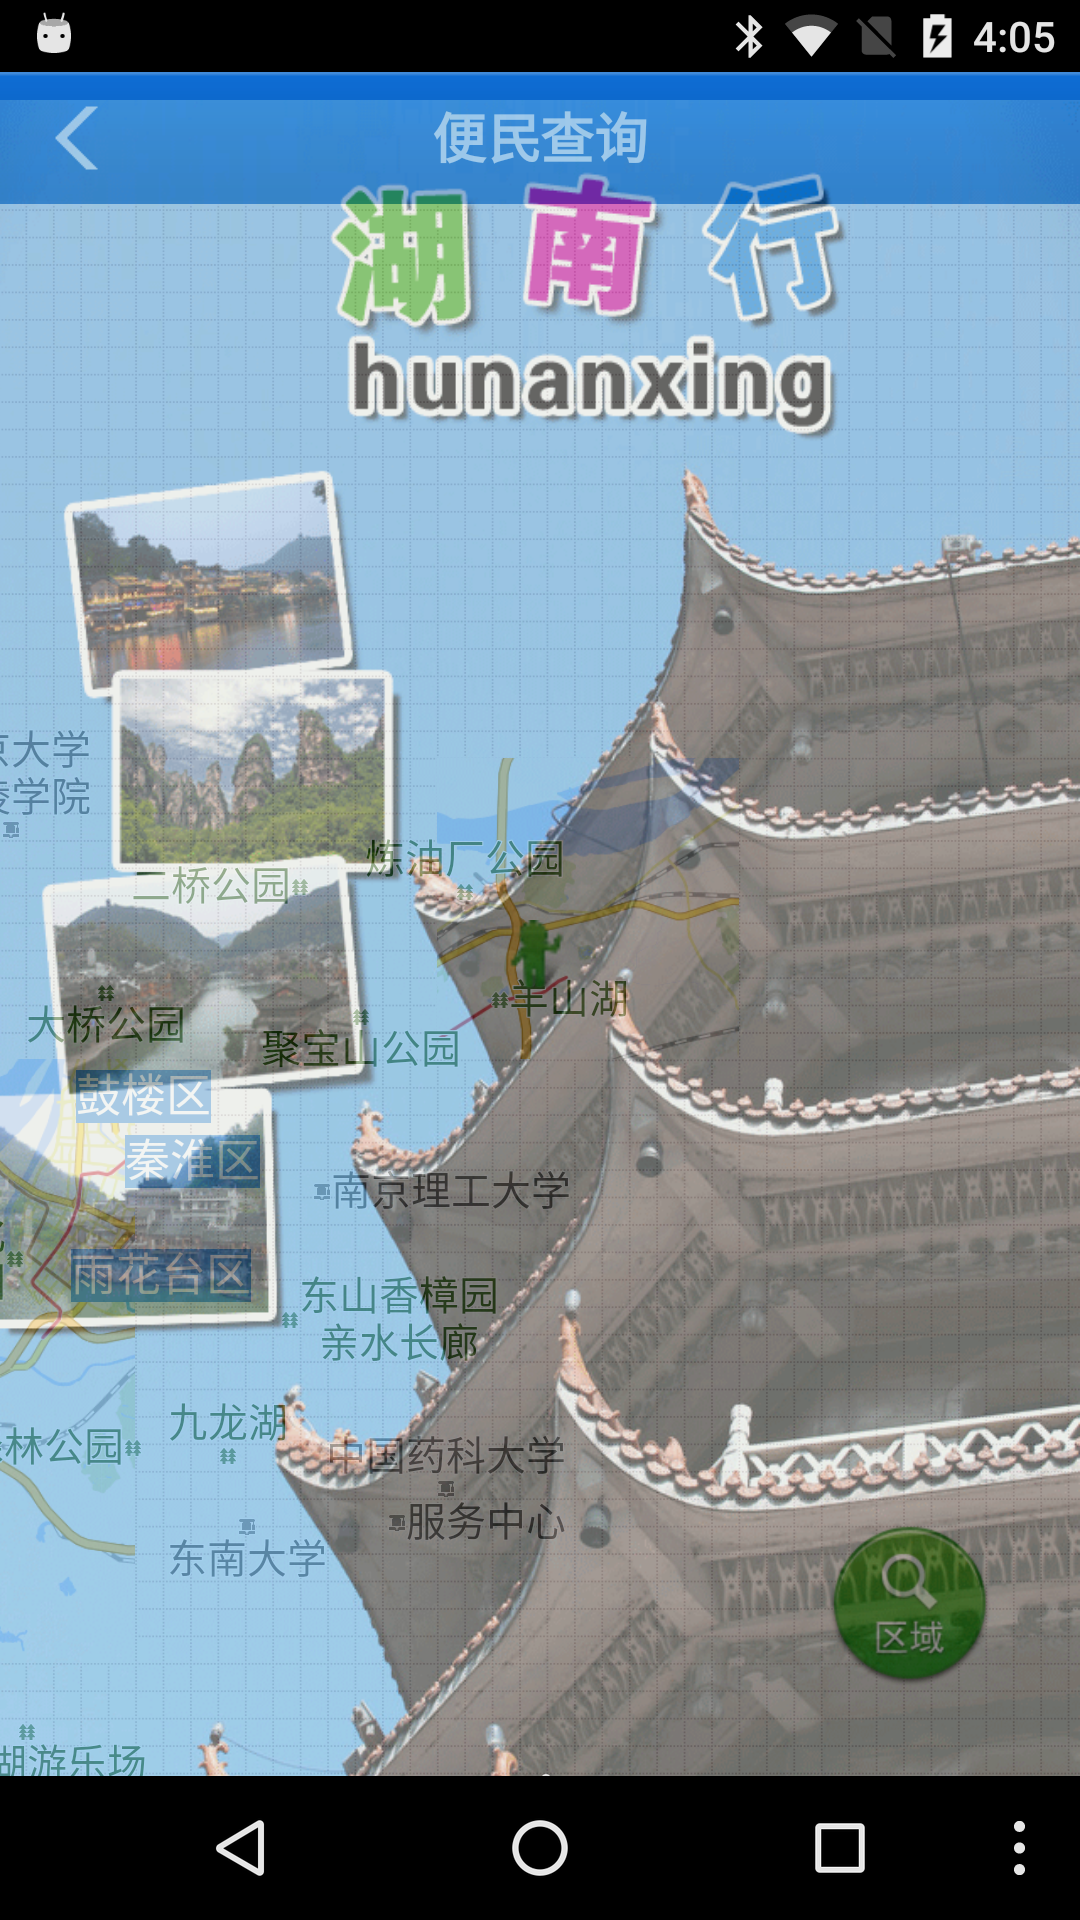 4:05
便民查询
湖南行
hunanxing
京大学
学院
炼油厂公园
二桥公园
羊山湖
大桥公园
聚宝山公园
鼓楼区
秦淮区
南京理工大学
雨花台区
东山香樟园
亲水长廊
九龙湖
林公园
中国药科大学
服务中心
东南大学
区域
湖游乐场